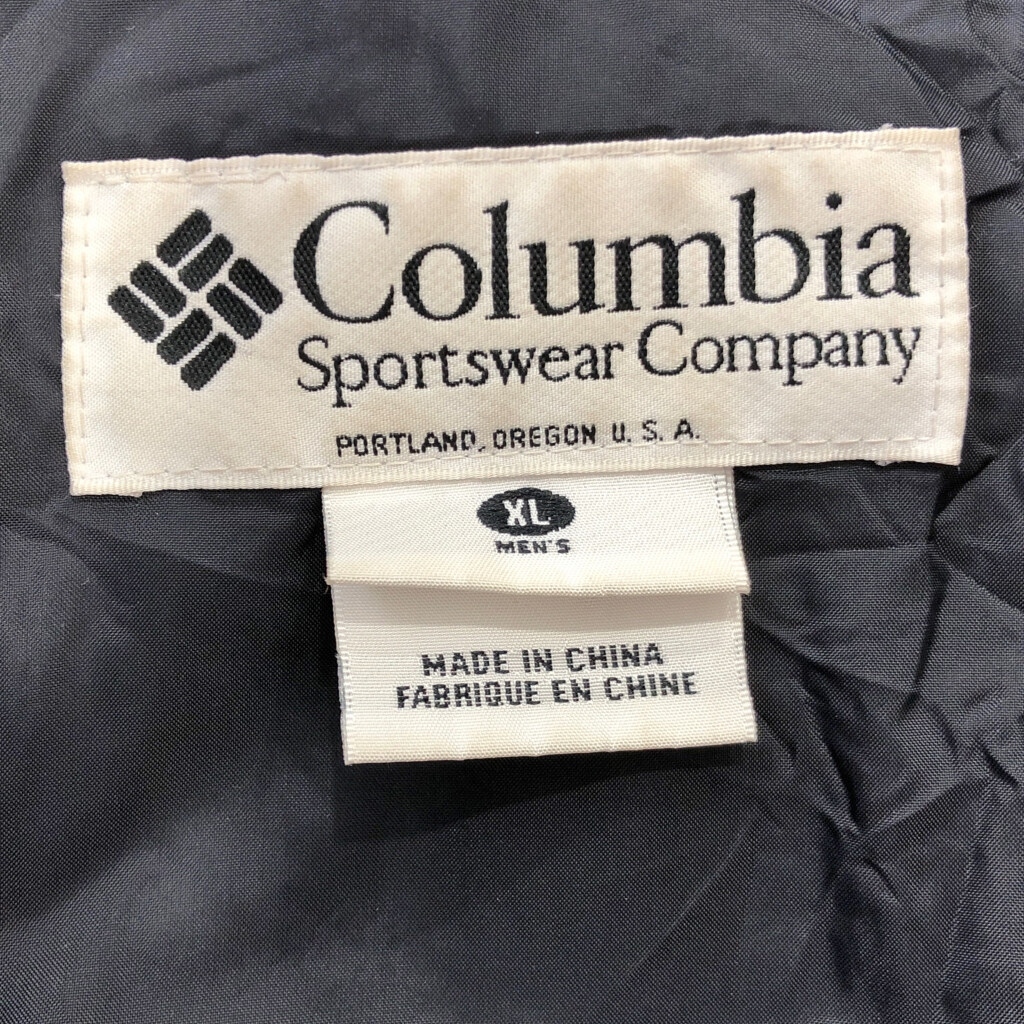 Columbia
Sportswear Company
PORTLAND, OREGON U. S. A.
XL
MEN'S
MADE IN CHINA
FABRIQUE EN CHINE